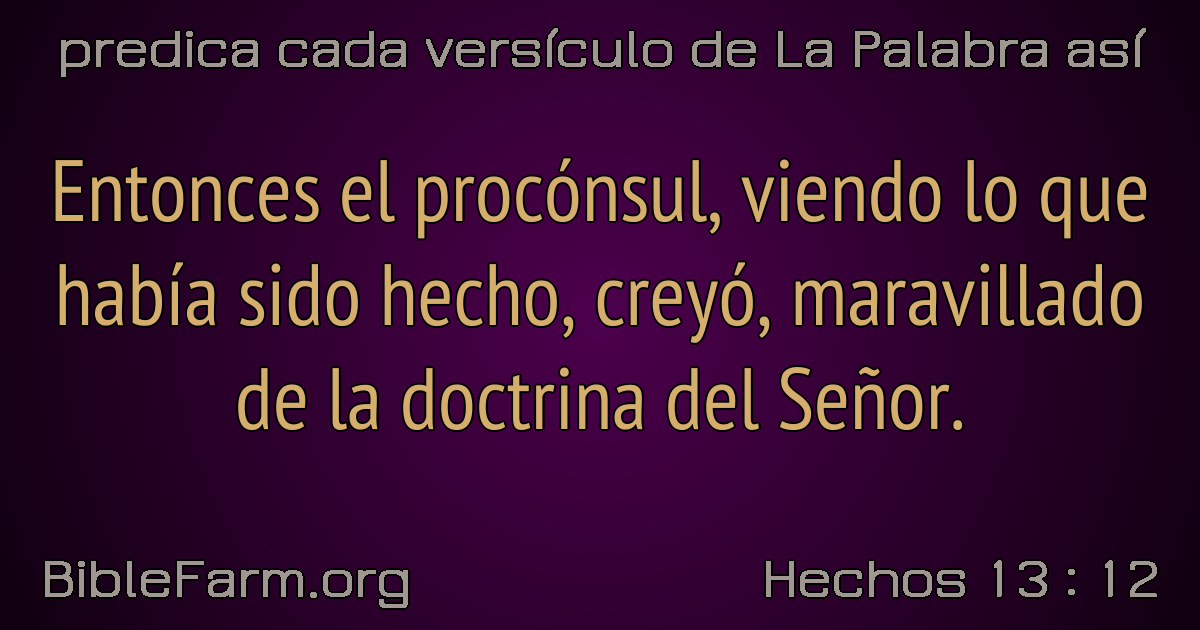 predica cada versículo de La Palabra así
Entonces el procónsul, viendo lo que
había sido hecho, creyó, maravillado
de la doctrina del Señor.
BibleFarm.org
Hechos 13 : 12